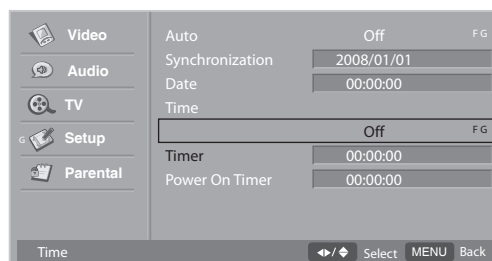 Video
Audio
TV
G Setup
Parental
Auto Off F G
Synchronization 2008/01/01
Date 00:00:00
Time
Off F G
Timer 00:00:00
Power On Timer 00:00:00
Time Select MENU Back